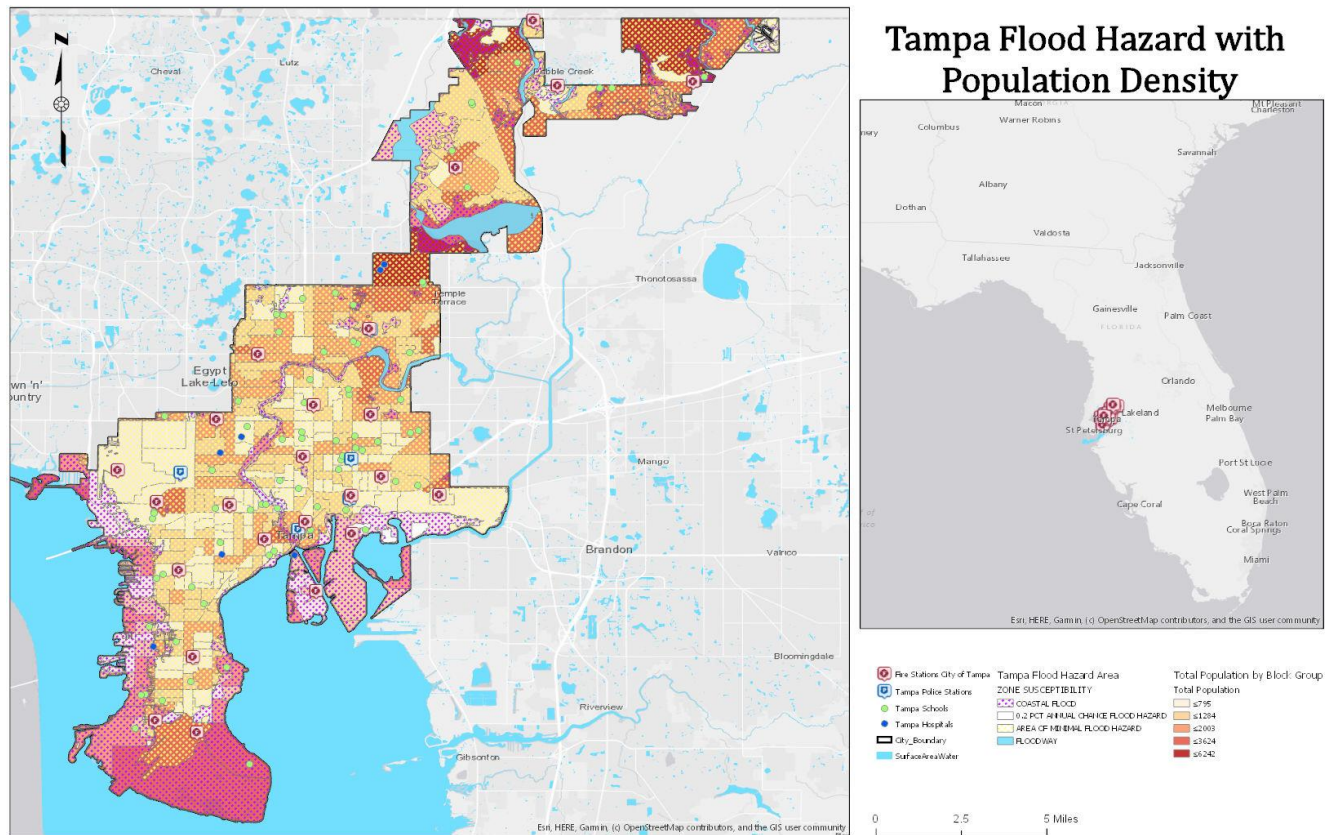 Tampa Flood Hazard with
Population Density
N
Cheval
Lutz
Pebble Creek
Thonotosassa
Temple
Terrace
Egypt
Lake-Leto
own 'n'
ountry
Mango
Tampa
Brandon
Valrico
Bloomingdale
Riverview
Gibsonton
Esri, HERE, Garmin, (c) OpenStreetMap contributors, and the GIS user community
Macon
Warner Robins
Columbus
Mt Pleasant
Charleston
Savannah
Albany
Dothan
Valdosta
Tallahassee
Jacksonville
Gainesville
Palm Coast
FLORIDA
Orlando
Lakeland
Tampa
St Petersburg
Melbourne
Palm Bay
Port St Lucie
West Palm
Beach
Cape Coral
Boca Raton
Coral Springs
Miami
Esri, HERE, Garmin, (c) OpenStreetMap contributors, and the GIS user community
Fire Stations City of Tampa
Tampa Police Stations
Tampa Schools
Tampa Hospitals
City_Boundary
SurfaceAreaWater
Tampa Flood Hazard Area
ZONE SUSCEPTIBILITY
COASTAL FLOOD
0.2 PCT ANNUAL CHANCE FLOOD HAZARD
AREA OF MINIMAL FLOOD HAZARD
FLOODWAY
Total Population by Block Group
Total Population
≤795
≤1284
≤2003
≤3624
≤6242
0 2.5 5 Miles